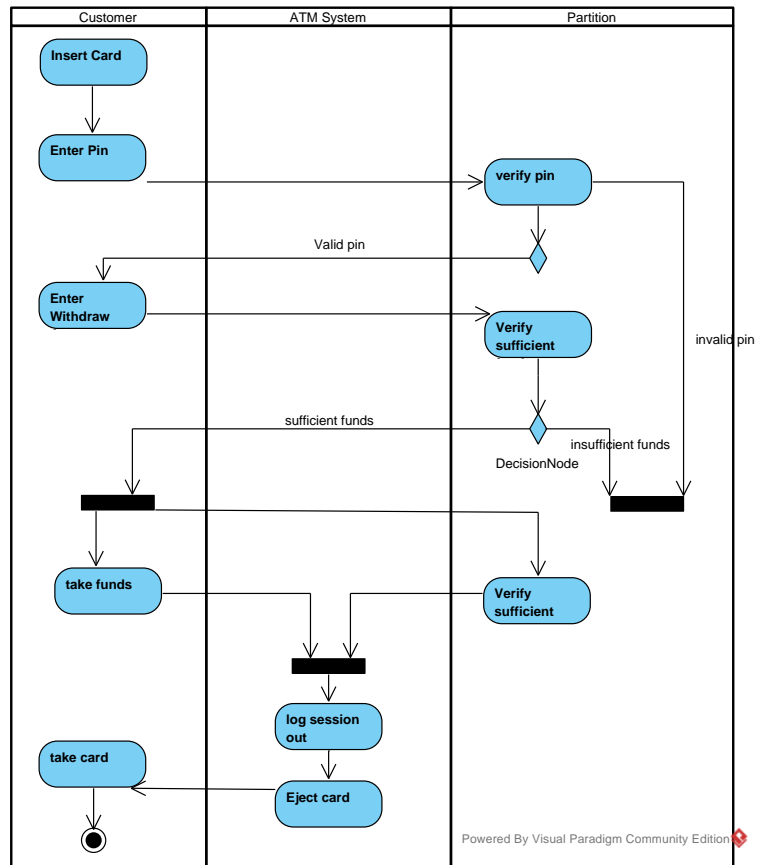 Customer
ATM System
Partition
Insert Card
Enter Pin
verify pin
Valid pin
Enter
Withdraw
Verify
sufficient
invalid pin
sufficient funds
insufficient funds
DecisionNode
take funds
Verify
sufficient
log session
out
take card
Eject card
Powered By Visual Paradigm Community Edition